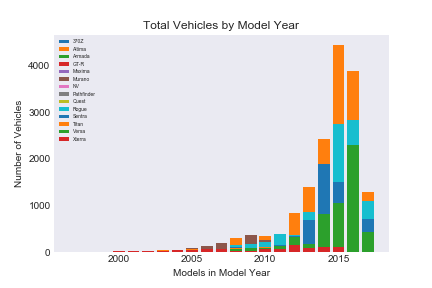 Total Vehicles by Model Year
370Z
Altima
Armada
GT-R
Maxima
Murano
NV
Pathfinder
Quest
Rogue
Sentra
Titan
Versa
Xterra
Number of Vehicles
4000
3000
2000
1000
0
2000
2005
2010
2015
Models in Model Year